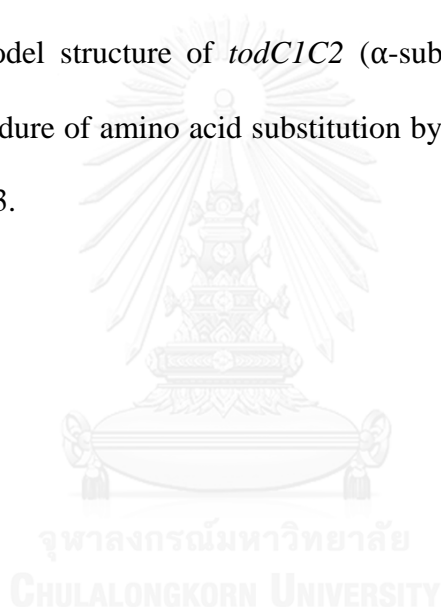 odel structure of todC1C2 (α-sub
dure of amino acid substitution by
3.
จุฬาลงกรณ์มหาวิทยาลัย
CHULALONGKORN UNIVERSITY